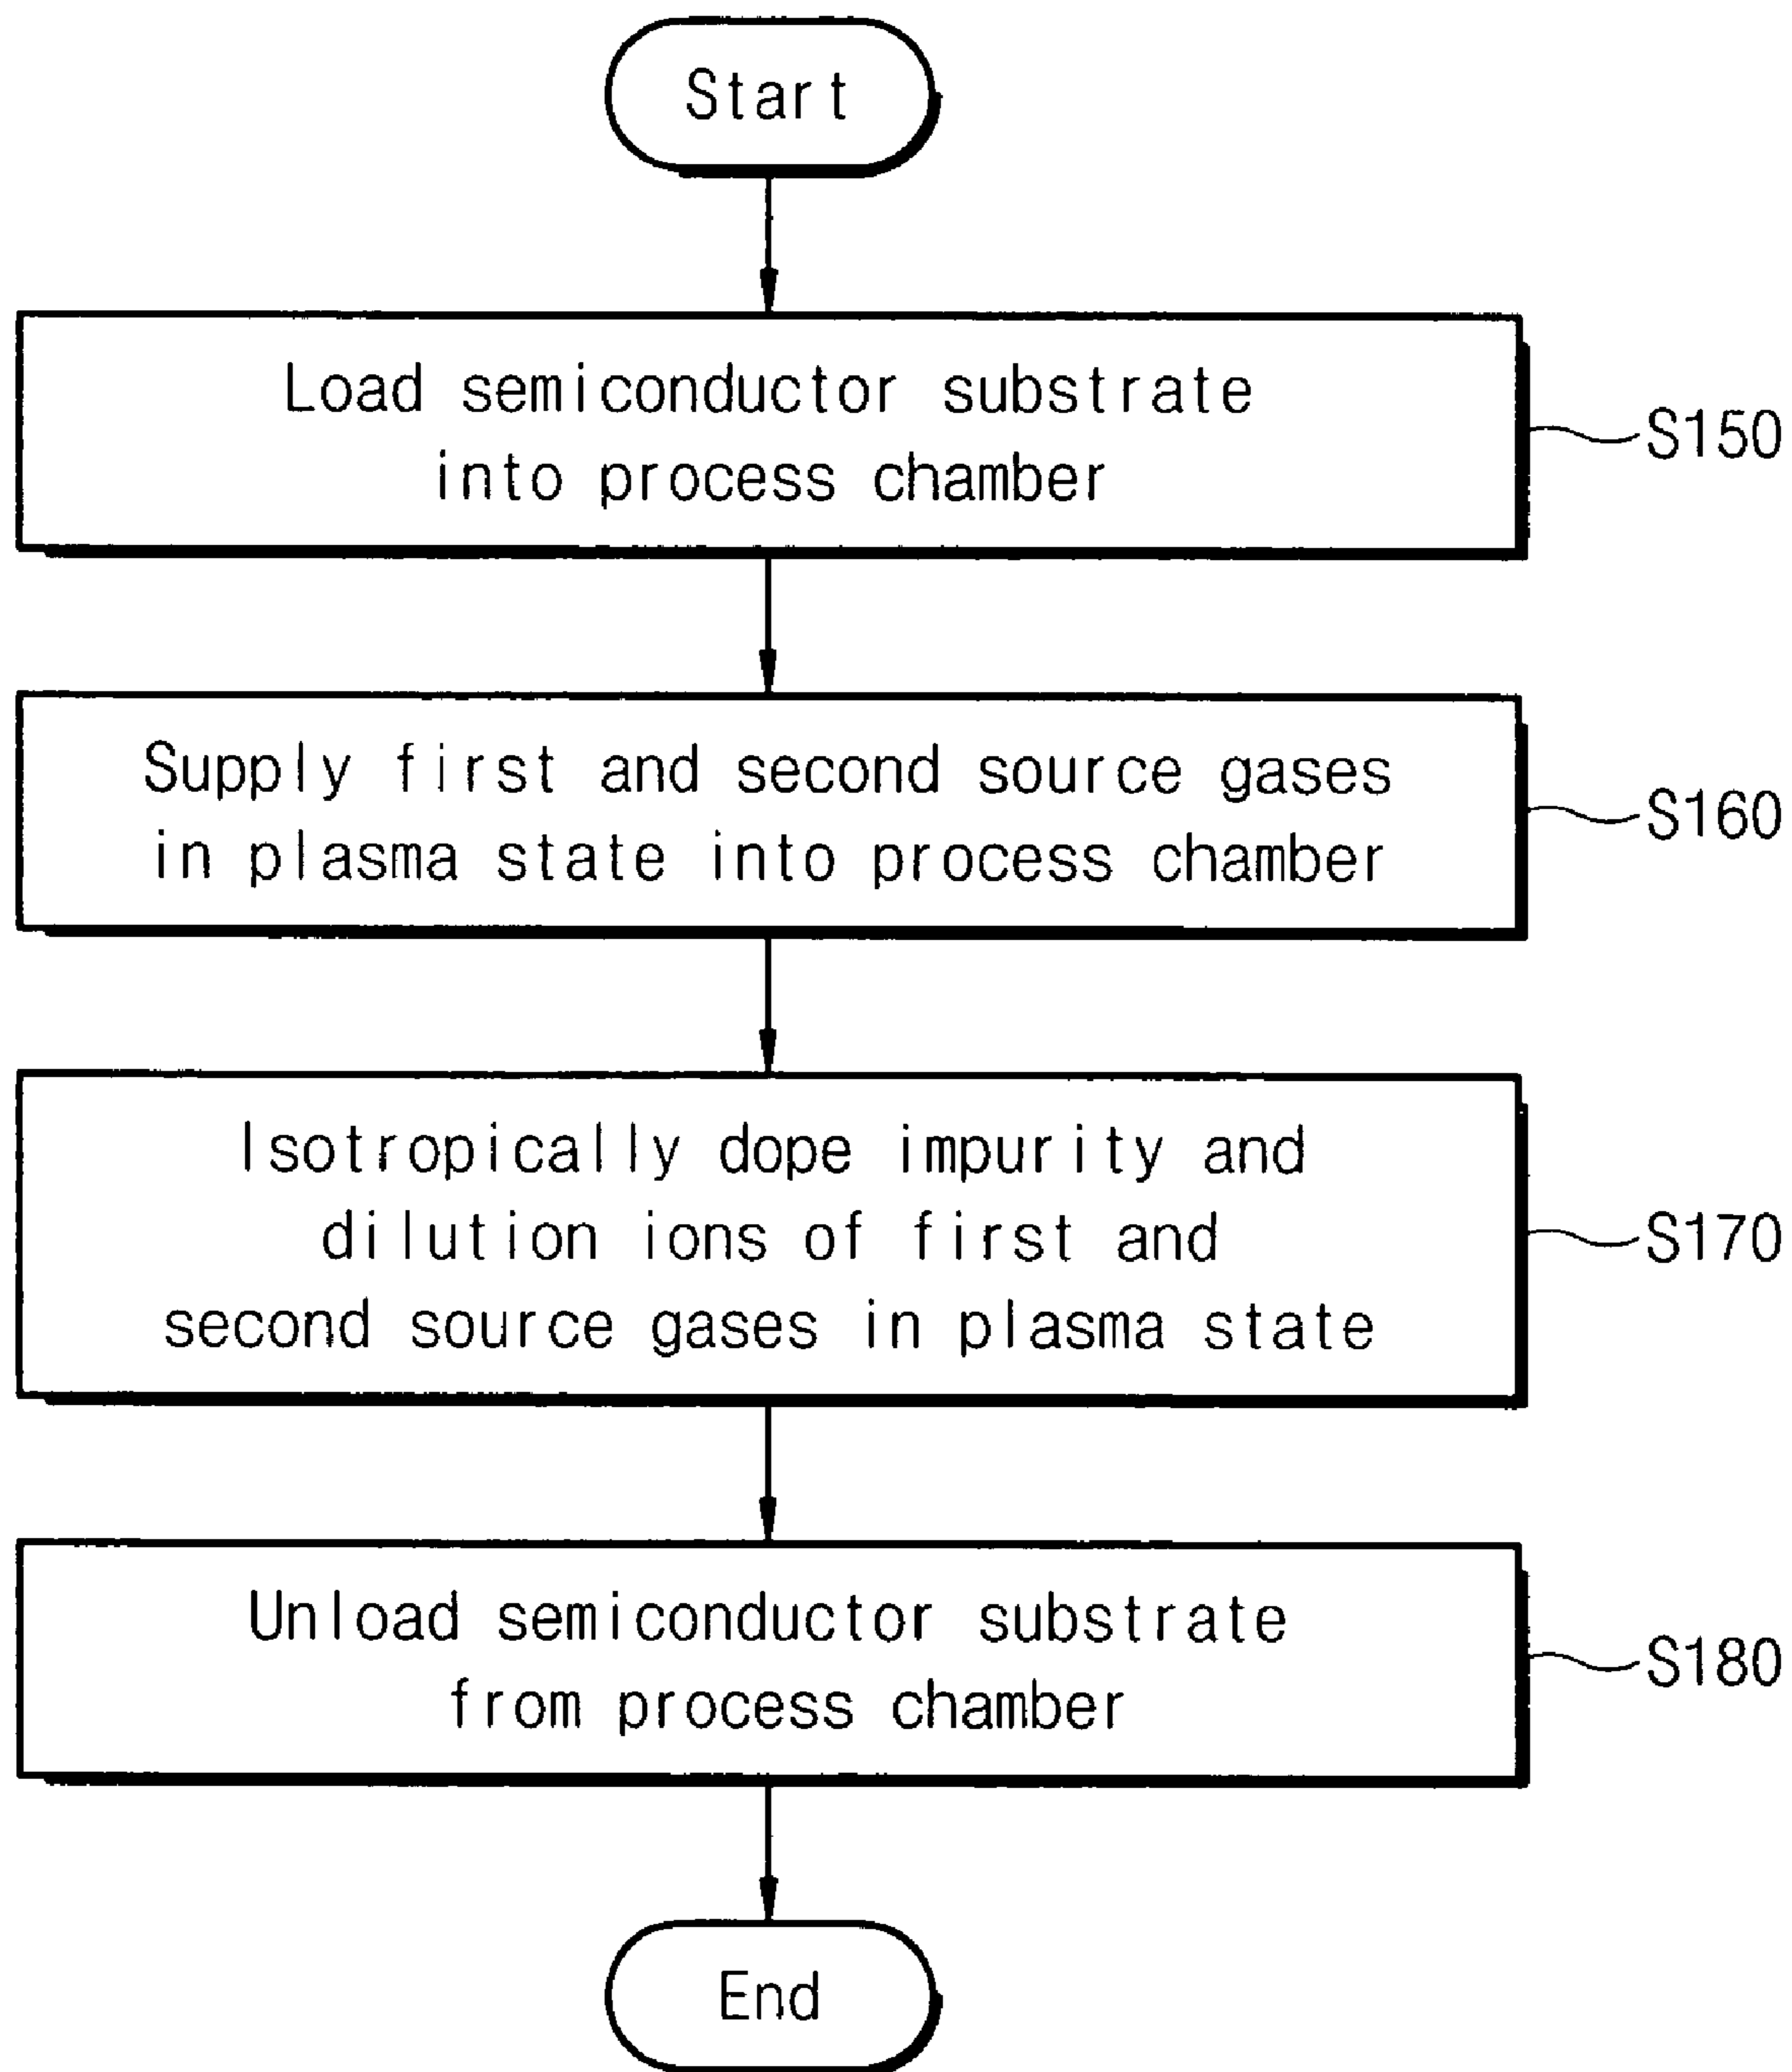 Start
Load semiconductor substrate
into process chamber
S150
Supply first and second source gases
in plasma state into process chamber
S160
Isotropically dope impurity and
dilution ions of first and
second source gases in plasma state
S170
Unload semiconductor substrate
from process chamber
S180
End